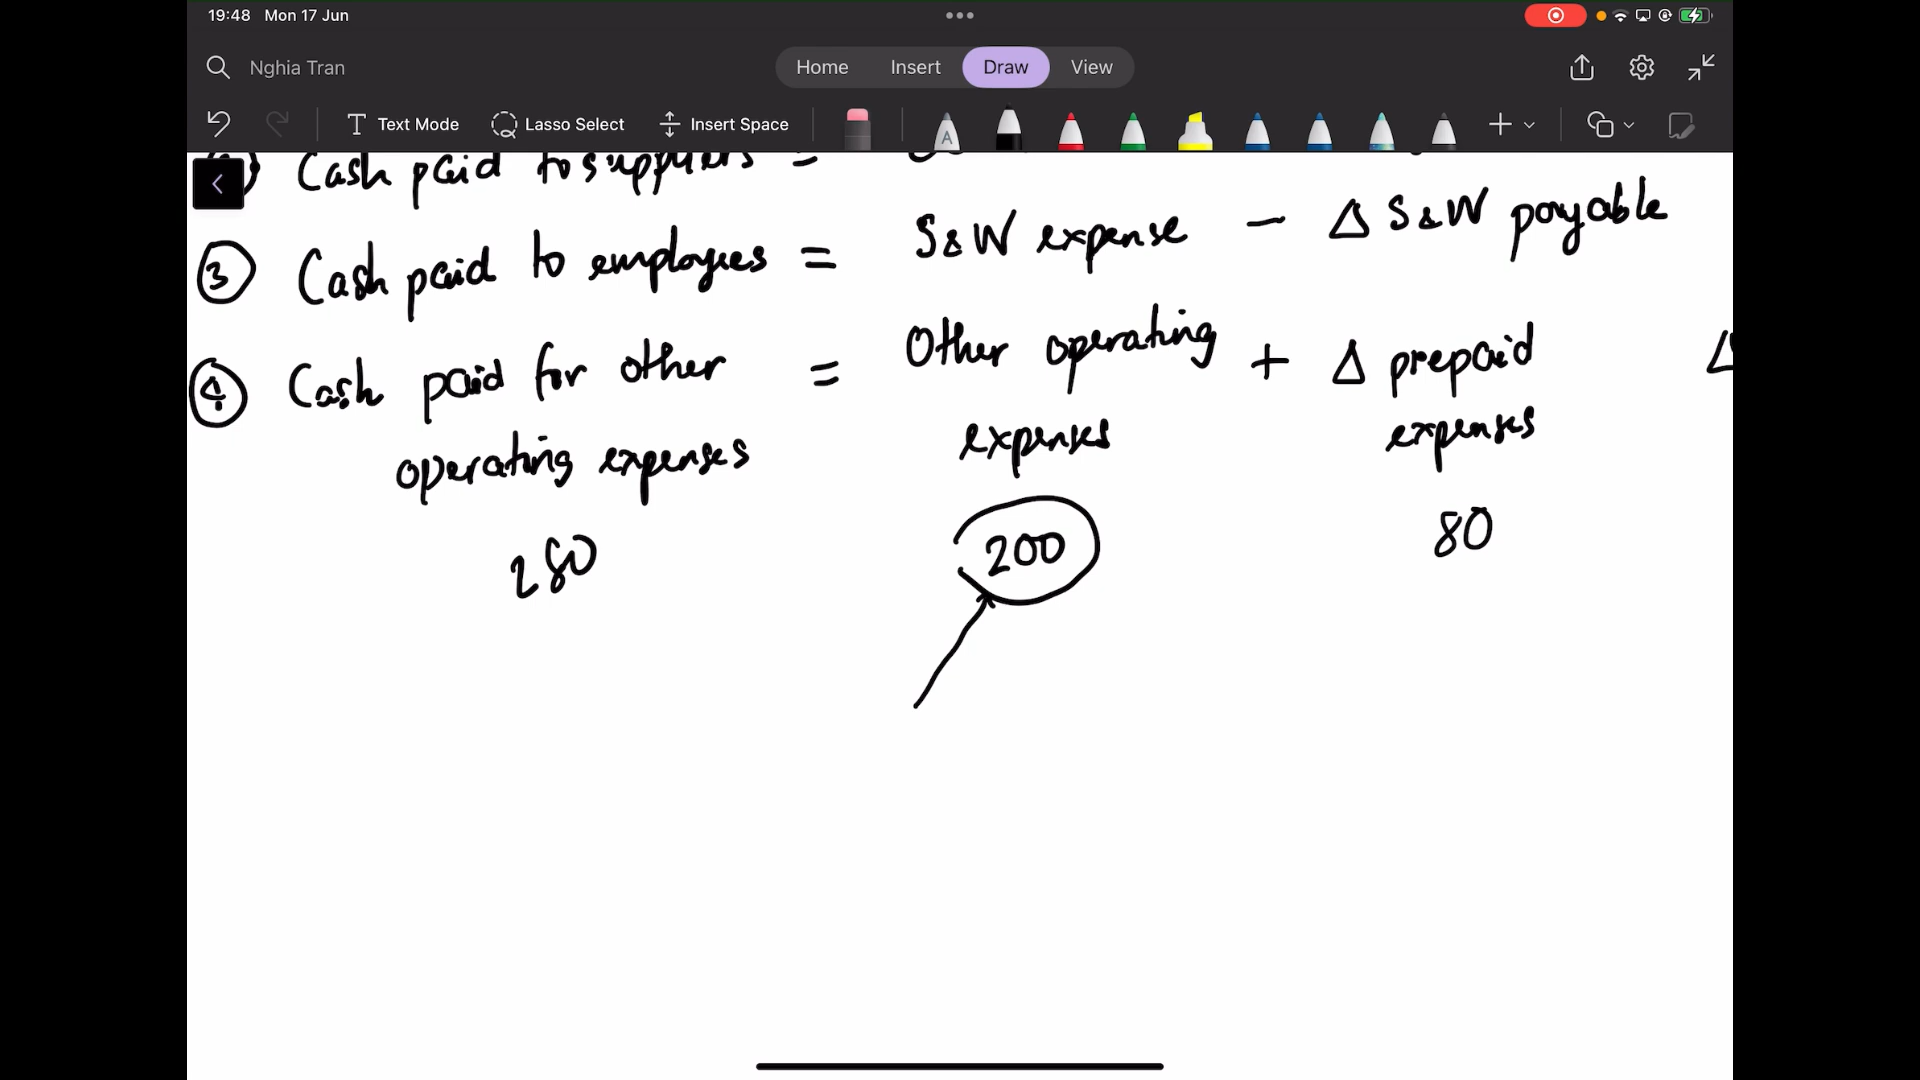 19:48 Mon 17 Jun
Nghia Tran
Home Insert Draw View
Text Mode Lasso Select Insert Space
A
Cash paid to suppliers =
③ Cash paid to employees = S&W expense - Δ S&W payable
④ Cash paid for other = Other operating + Δ prepaid Δ
operating expenses expenses expenses
280 200 80